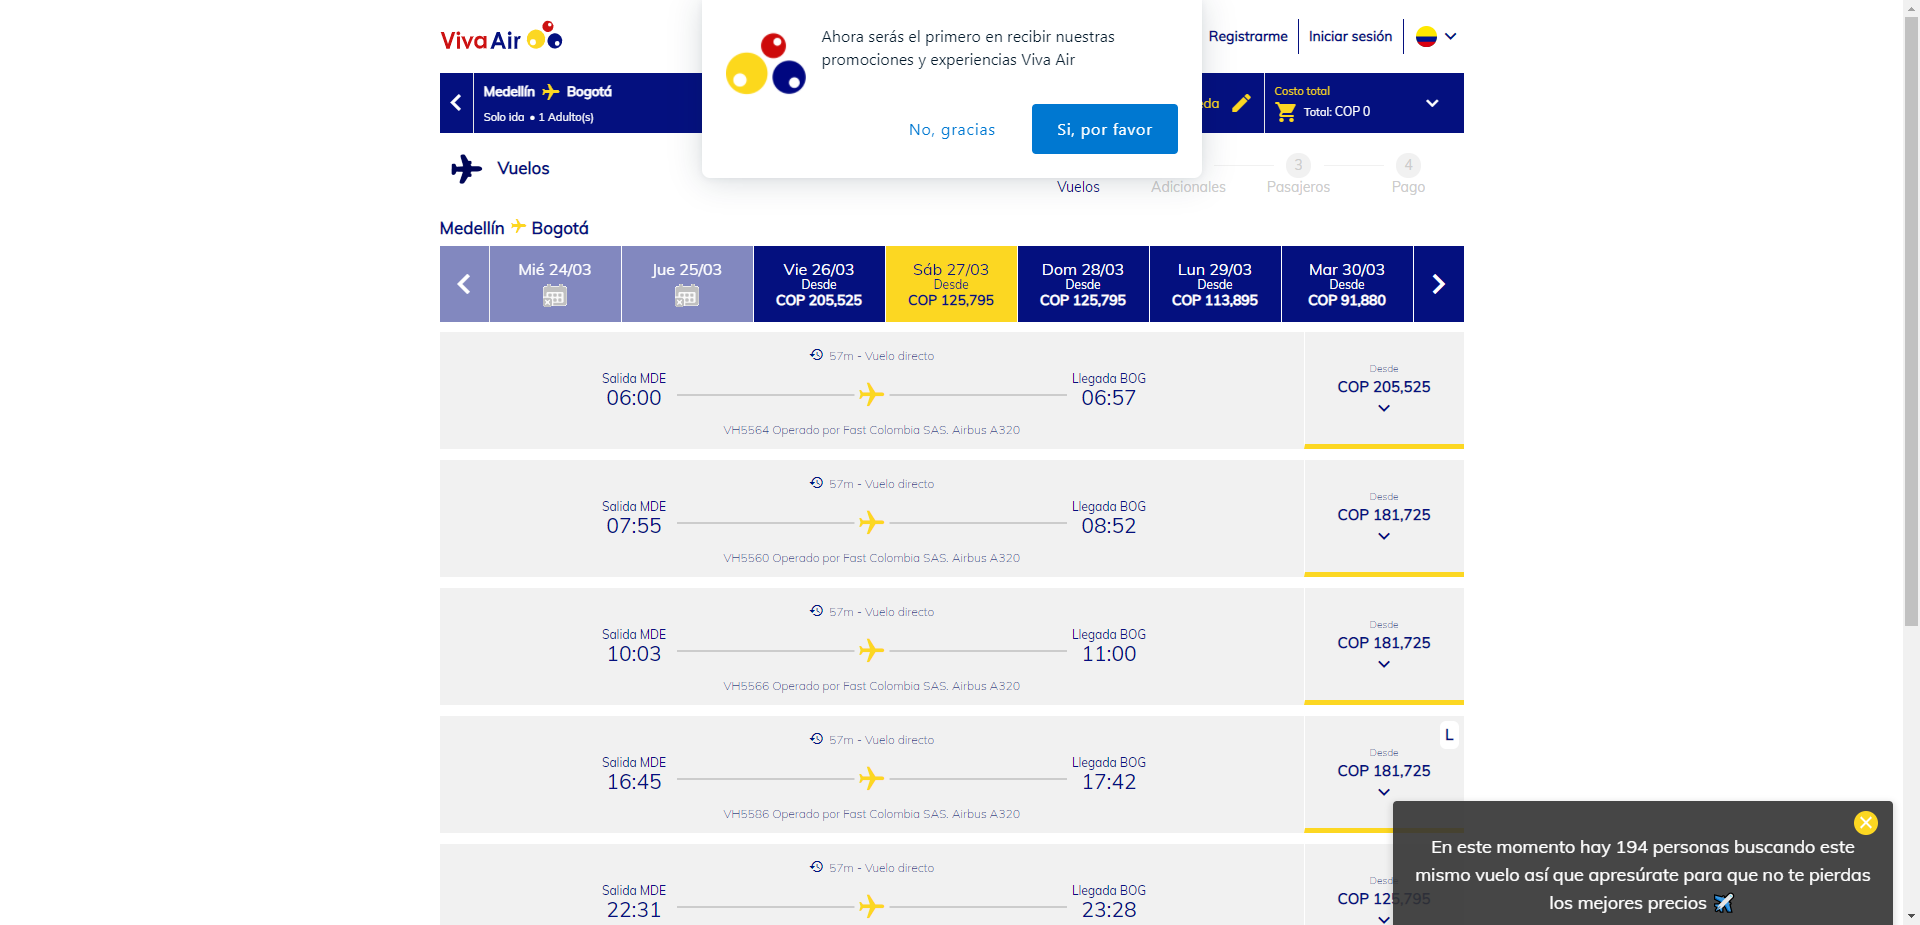 Viva Air
Ahora serás el primero en recibir nuestras
promociones y experiencias Viva Air
No, gracias
Si, por favor
Registrarme
Iniciar sesión
Medellín Bogotá
Solo ida • 1 Adulto(s)
Costo total
Total: COP 0
Vuelos
3
4
Vuelos
Adicionales
Pasajeros
Pago
Medellín Bogotá
Mié 24/03
Jue 25/03
Vie 26/03
Desde
COP 205,525
Sáb 27/03
Desde
COP 125,795
Dom 28/03
Desde
COP 125,795
Lun 29/03
Desde
COP 113,895
Mar 30/03
Desde
COP 91,880
57m - Vuelo directo
Salida MDE
06:00
Llegada BOG
06:57
VH5564 Operado por Fast Colombia SAS. Airbus A320
Desde
COP 205,525
57m - Vuelo directo
Salida MDE
07:55
Llegada BOG
08:52
VH5560 Operado por Fast Colombia SAS. Airbus A320
Desde
COP 181,725
57m - Vuelo directo
Salida MDE
10:03
Llegada BOG
11:00
VH5566 Operado por Fast Colombia SAS. Airbus A320
Desde
COP 181,725
57m - Vuelo directo
Salida MDE
16:45
Llegada BOG
17:42
VH5586 Operado por Fast Colombia SAS. Airbus A320
L
Desde
COP 181,725
57m - Vuelo directo
Salida MDE
22:31
Llegada BOG
23:28
Desde
COP 125,795
En este momento hay 194 personas buscando este
mismo vuelo así que apresúrate para que no te pierdas
los mejores precios